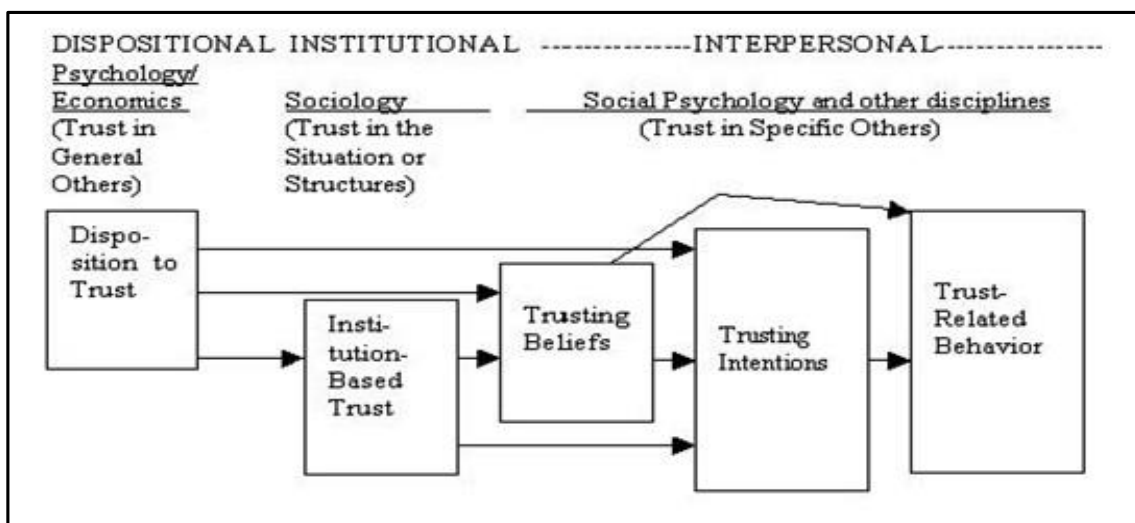 DISPOSITIONAL INSTITUTIONAL ---------------INTERPERSONAL-----------------
Psychology/
Economics
(Trust in
General
Others)
Sociology
(Trust in the
Situation or
Structures)
Social Psychology and other disciplines
(Trust in Specific Others)
Dispo-
sition to
Trust
Insti-
tution-
Based
Trust
Trusting
Beliefs
Trusting
Intentions
Trust-
Related
Behavior